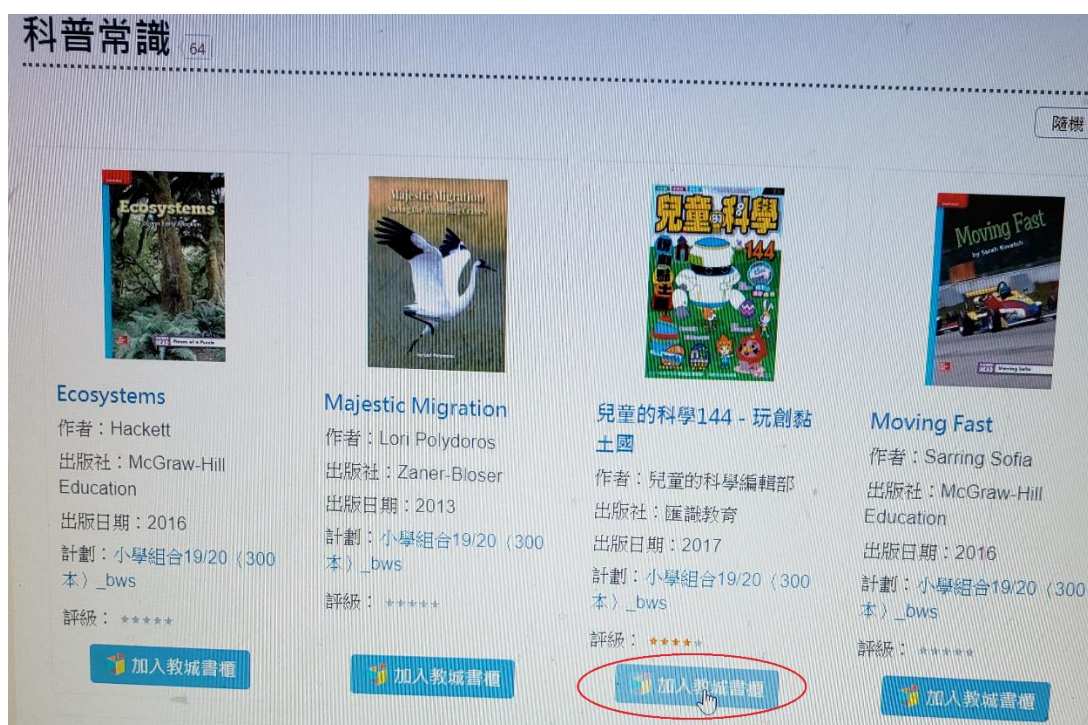 科普常識 64
隨機
Ecosystems
Majestic Migration
兒童的科學
144
Moving Fast
by Sarah Kovatch
Ecosystems
作者：Hackett
出版社：McGraw-Hill
Education
出版日期：2016
計劃：小學組合19/20（300
本）_bws
評級：
加入教城書櫃
Majestic Migration
作者：Lori Polydoros
出版社：Zaner-Bloser
出版日期：2013
計劃：小學組合19/20（300
本）_bws
評級：
加入教城書櫃
兒童的科學144 - 玩創黏
土國
作者：兒童的科學編輯部
出版社：匯識教育
出版日期：2017
計劃：小學組合19/20（300
本）_bws
評級：
加入教城書櫃
Moving Fast
作者：Sarring Sofia
出版社：McGraw-Hill
Education
出版日期：2016
計劃：小學組合19/20（300
本）_bws
評級：
加入教城書櫃